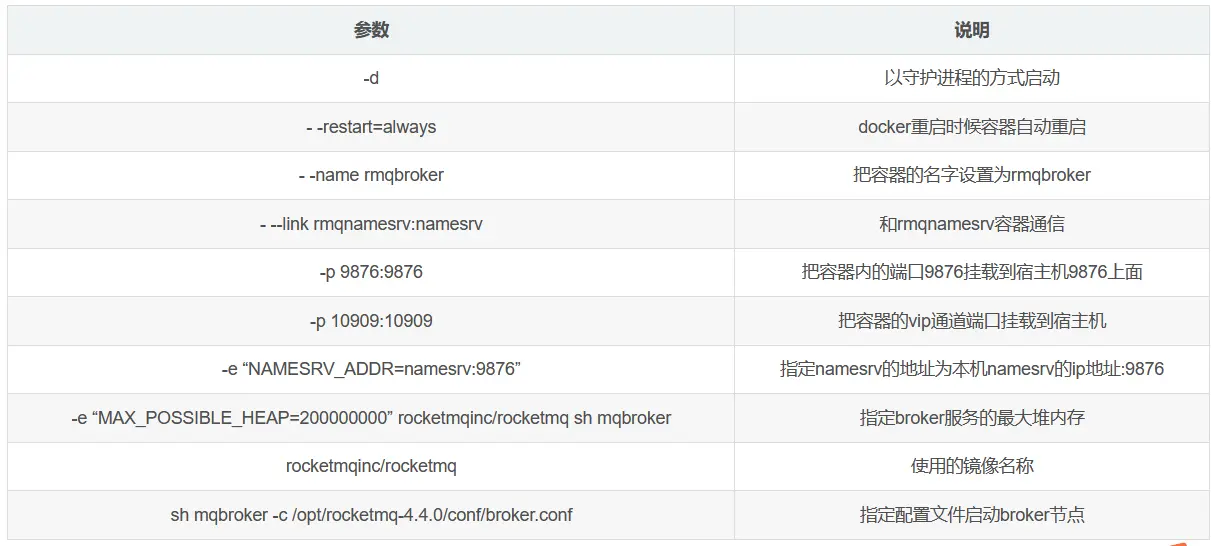 参数 说明
-d 以守护进程的方式启动
- -restart=always docker重启时候容器自动重启
- -name rmqbroker 把容器的名字设置为rmqbroker
- --link rmqnamesrv:namesrv 和rmqnamesrv容器通信
-p 9876:9876 把容器内的端口9876挂载到宿主机9876上面
-p 10909:10909 把容器的vip通道端口挂载到宿主机
-e “NAMESRV_ADDR=namesrv:9876” 指定namesrv的地址为本机namesrv的ip地址:9876
-e “MAX_POSSIBLE_HEAP=200000000” rocketmqinc/rocketmq sh mqbroker 指定broker服务的最大堆内存
rocketmqinc/rocketmq 使用的镜像名称
sh mqbroker -c /opt/rocketmq-4.4.0/conf/broker.conf 指定配置文件启动broker节点